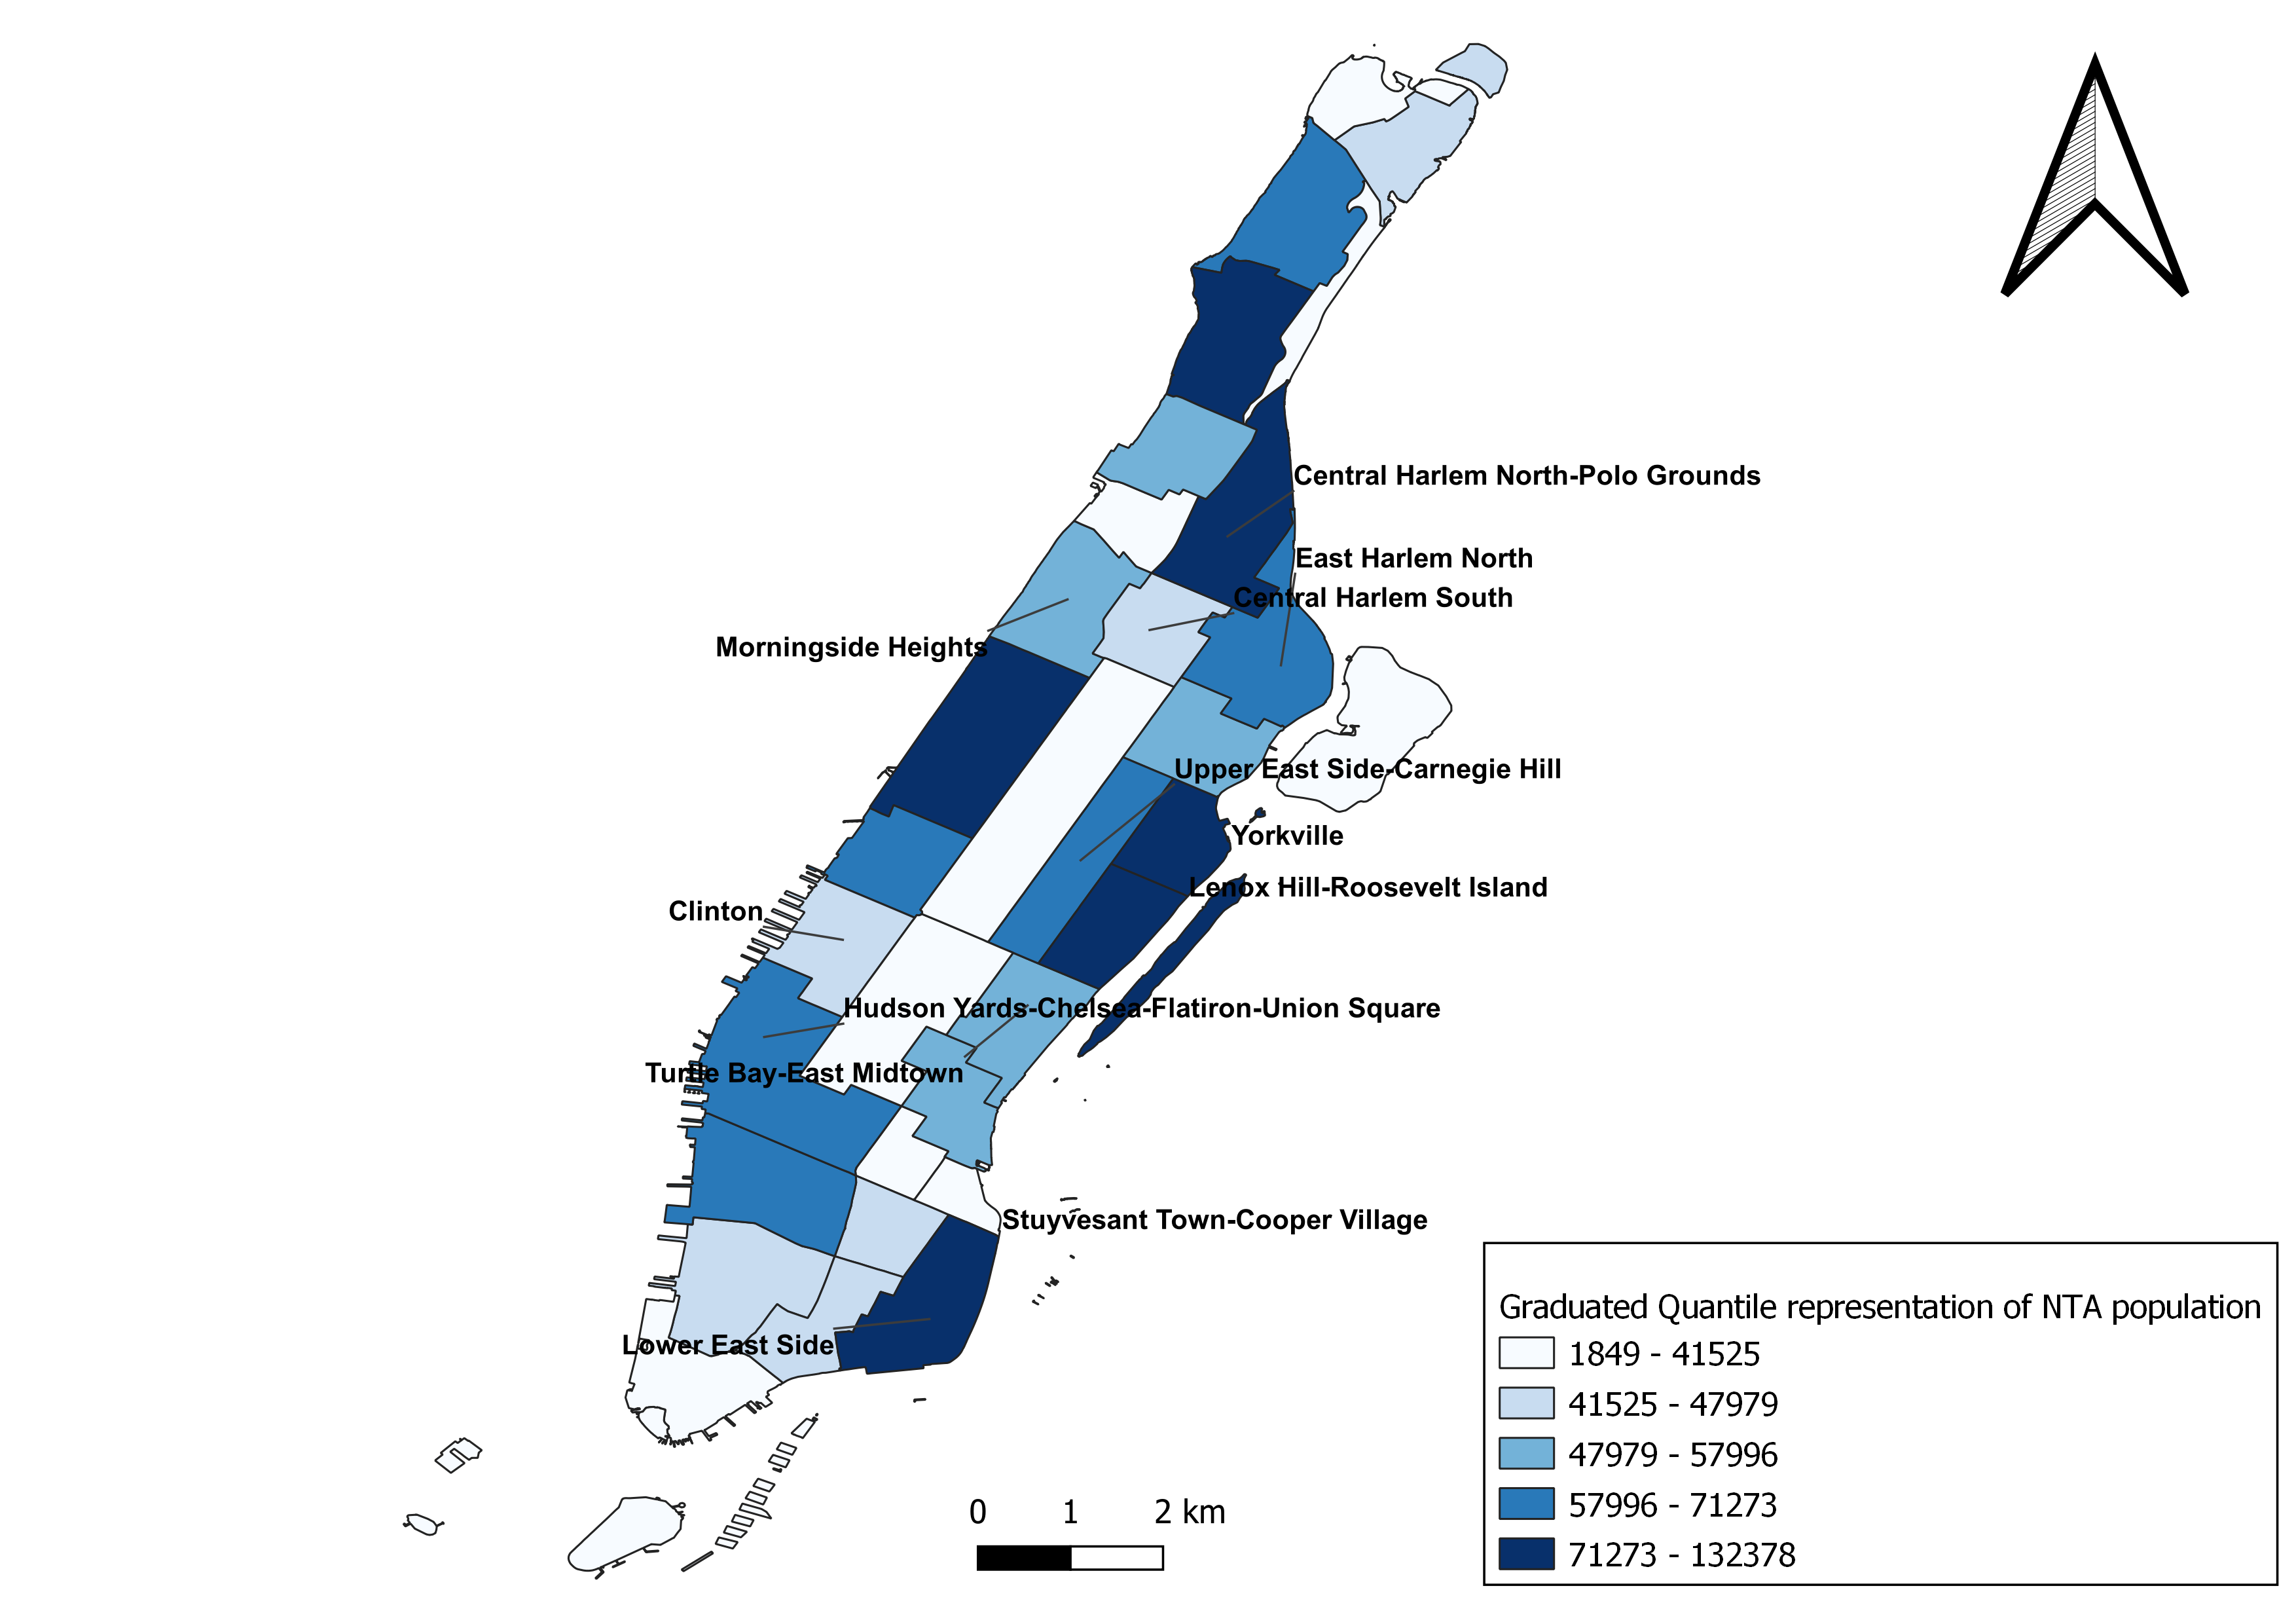 Central Harlem North-Polo Grounds
East Harlem North
Central Harlem South
Morningside Heights
Upper East Side-Carnegie Hill
Yorkville
Lenox Hill-Roosevelt Island
Clinton
Hudson Yards-Chelsea-Flatiron-Union Square
Turtle Bay-East Midtown
Stuyvesant Town-Cooper Village
Lower East Side
Graduated Quantile representation of NTA population
1849 - 41525
41525 - 47979
47979 - 57996
57996 - 71273
71273 - 132378
0 1 2 km